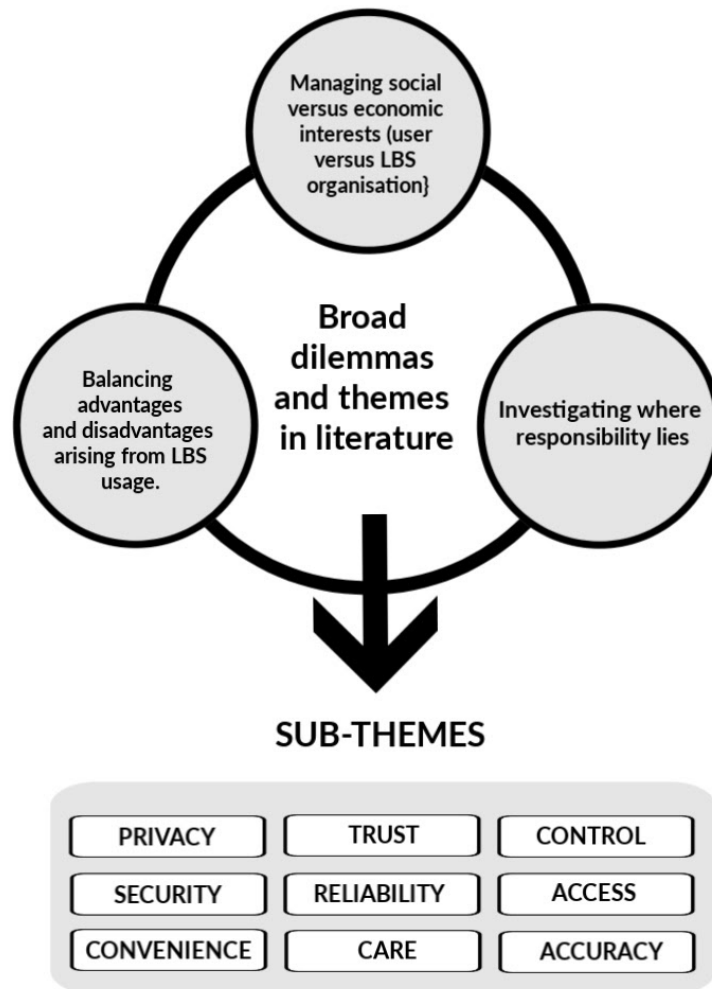 Managing social
versus economic
interests (user
versus LBS
organisation}
Broad
dilemmas
and themes
in literature
Balancing
advantages
and disadvantages
arising from LBS
usage.
Investigating where
responsibility lies
SUB-THEMES
PRIVACY
TRUST
CONTROL
SECURITY
RELIABILITY
ACCESS
CONVENIENCE
CARE
ACCURACY